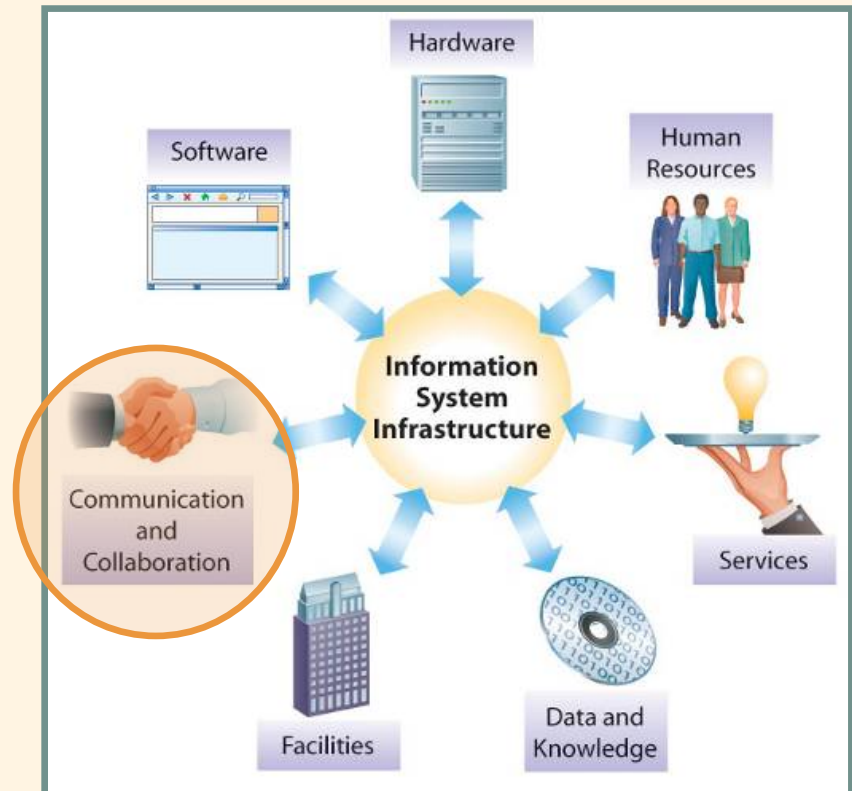 Hardware
Software
Human
Resources
Information
System
Infrastructure
Communication
and
Collaboration
Services
Facilities
Data and
Knowledge